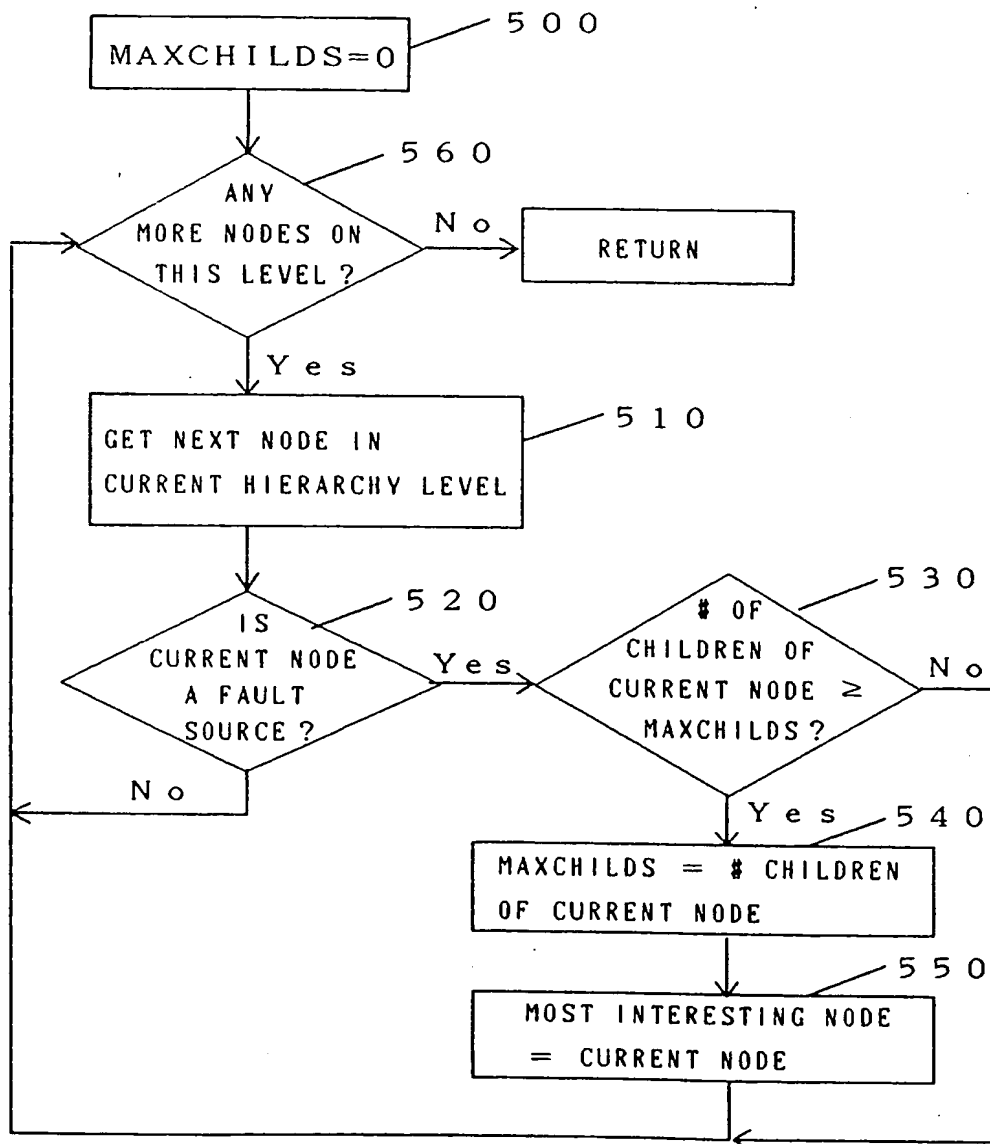 500
MAXCHILDS=0
560
ANY
MORE NODES ON
THIS LEVEL?
No
RETURN
Yes
510
GET NEXT NODE IN
CURRENT HIERARCHY LEVEL
520
IS
CURRENT NODE
A FAULT
SOURCE?
Yes
No
530
# OF
CHILDREN OF
CURRENT NODE ≥
MAXCHILDS?
No
Yes
540
MAXCHILDS = # CHILDREN
OF CURRENT NODE
550
MOST INTERESTING NODE
= CURRENT NODE